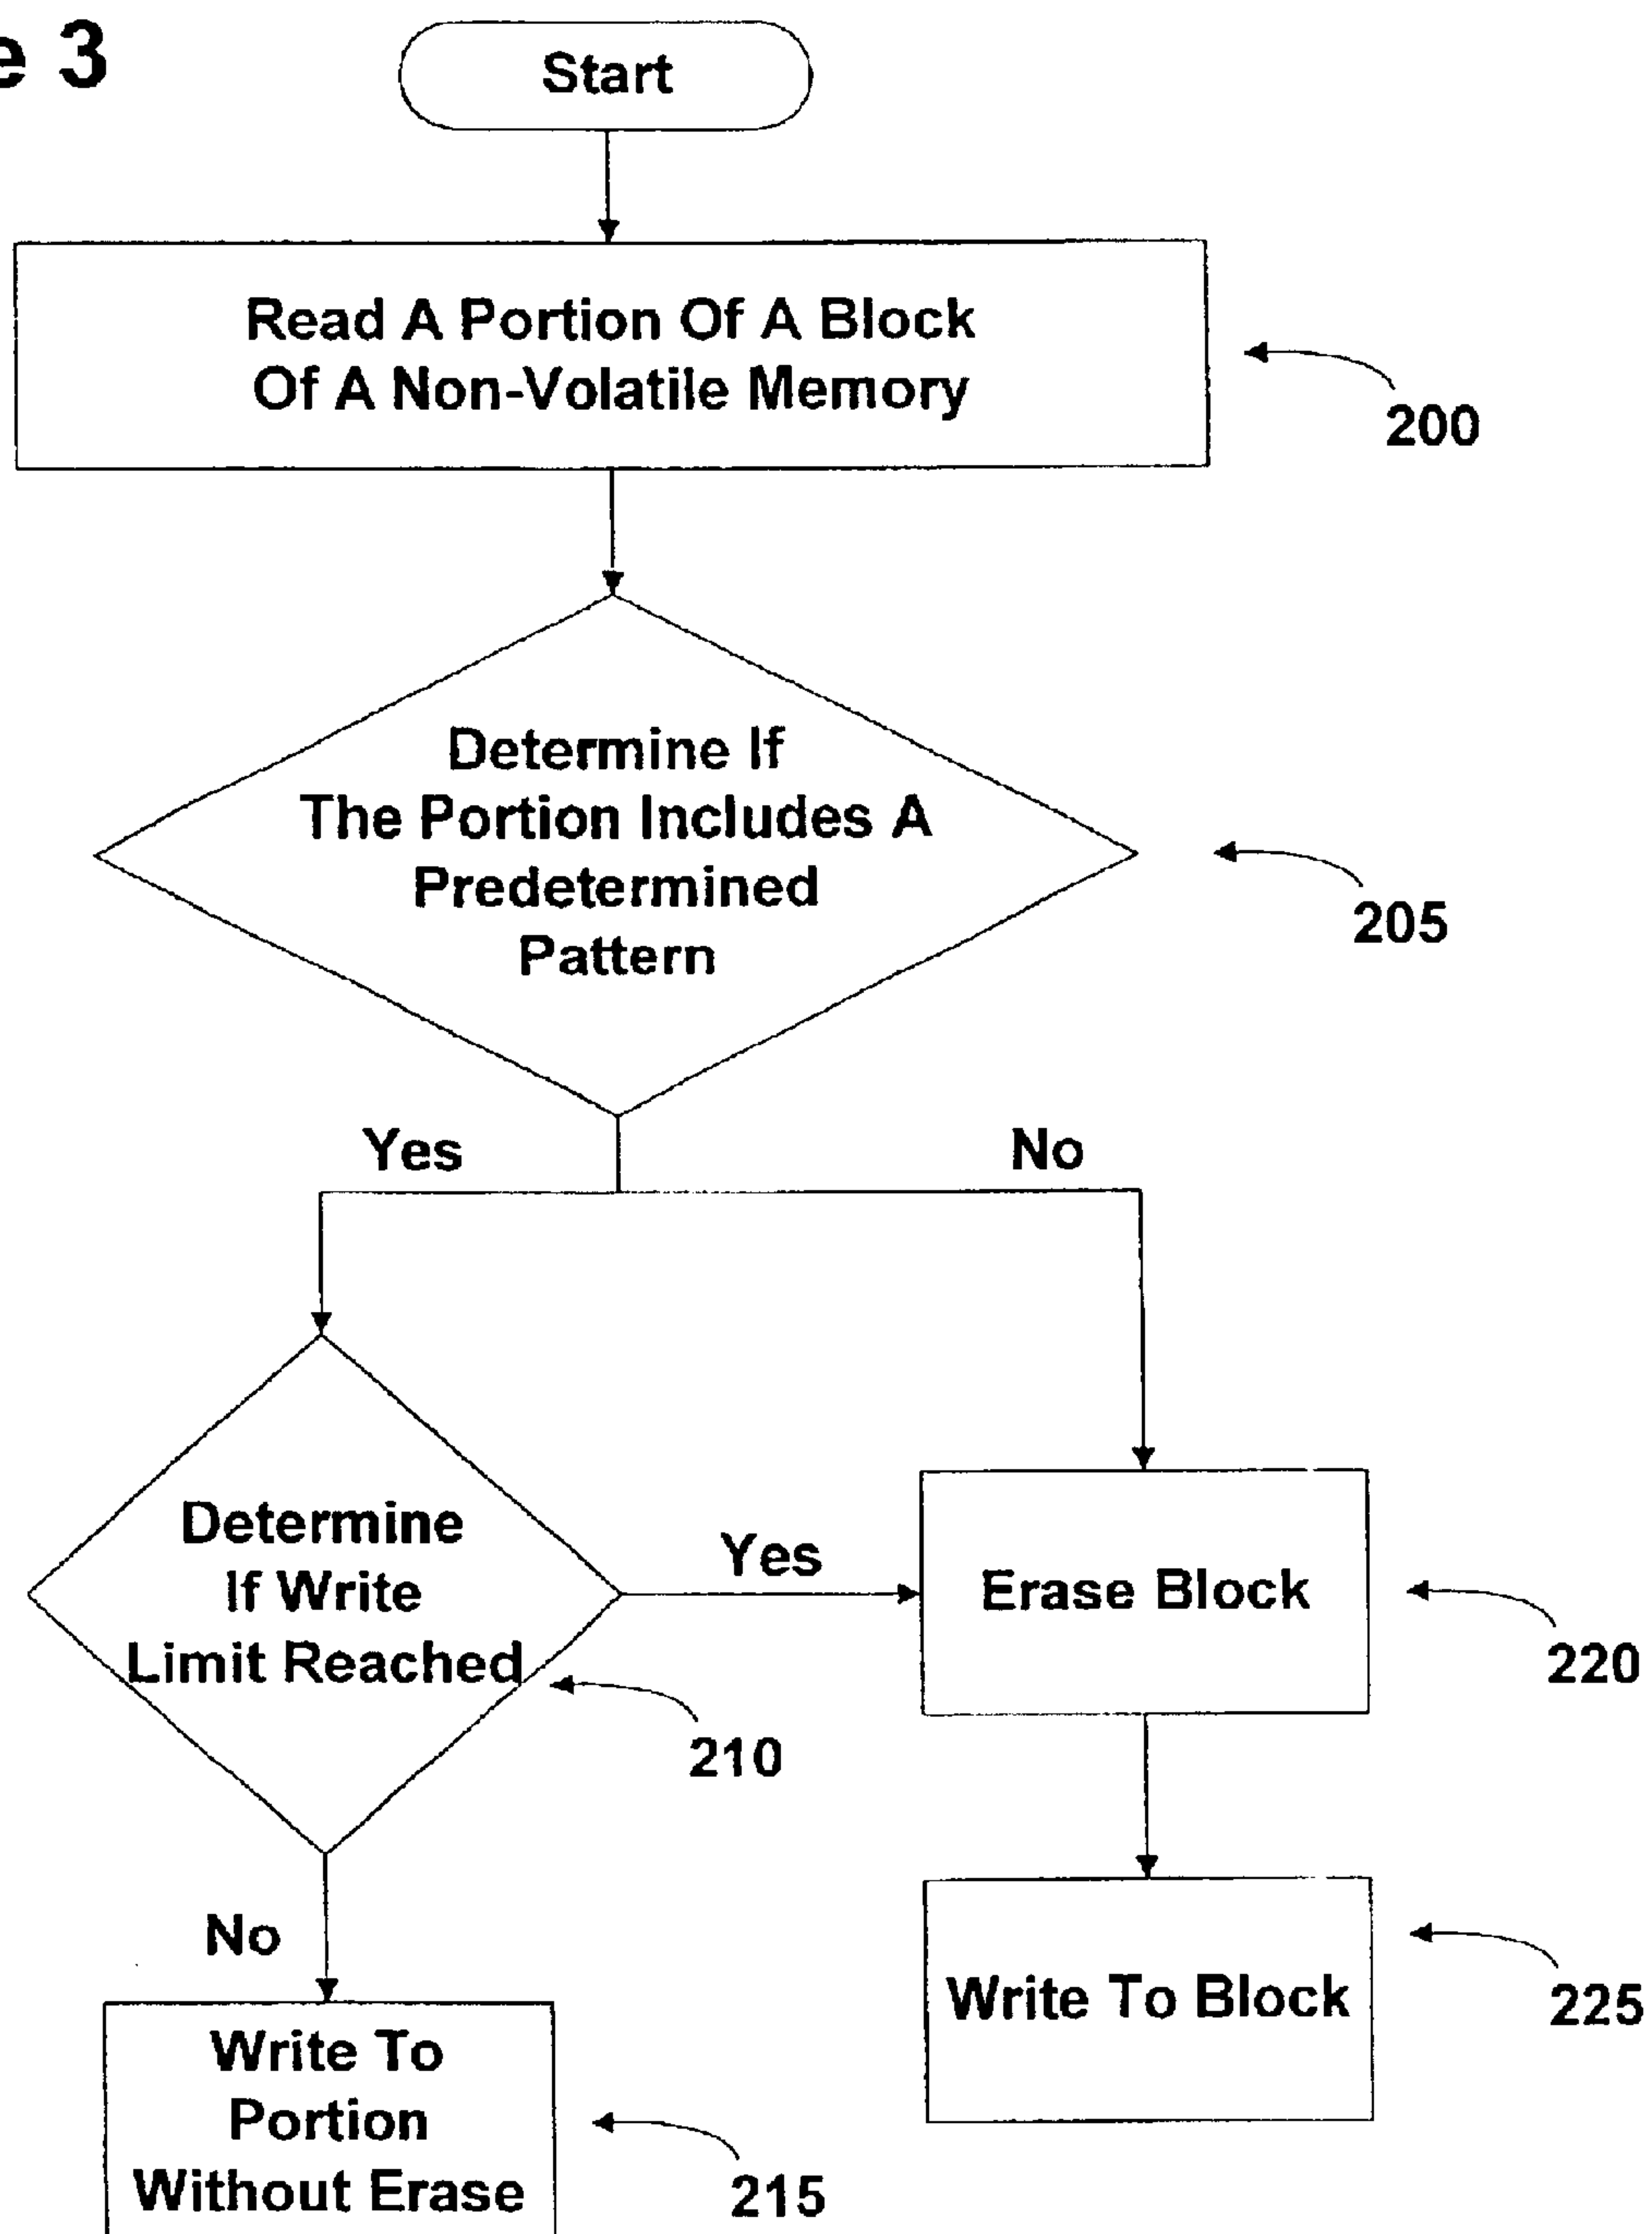 e 3
Start
Read A Portion Of A Block
Of A Non-Volatile Memory
200
Determine If
The Portion Includes A
Predetermined
Pattern
205
Yes
No
Determine
If Write
Limit Reached
210
Yes
Erase Block
220
No
Write To Block
225
Write To
Portion
Without Erase
215